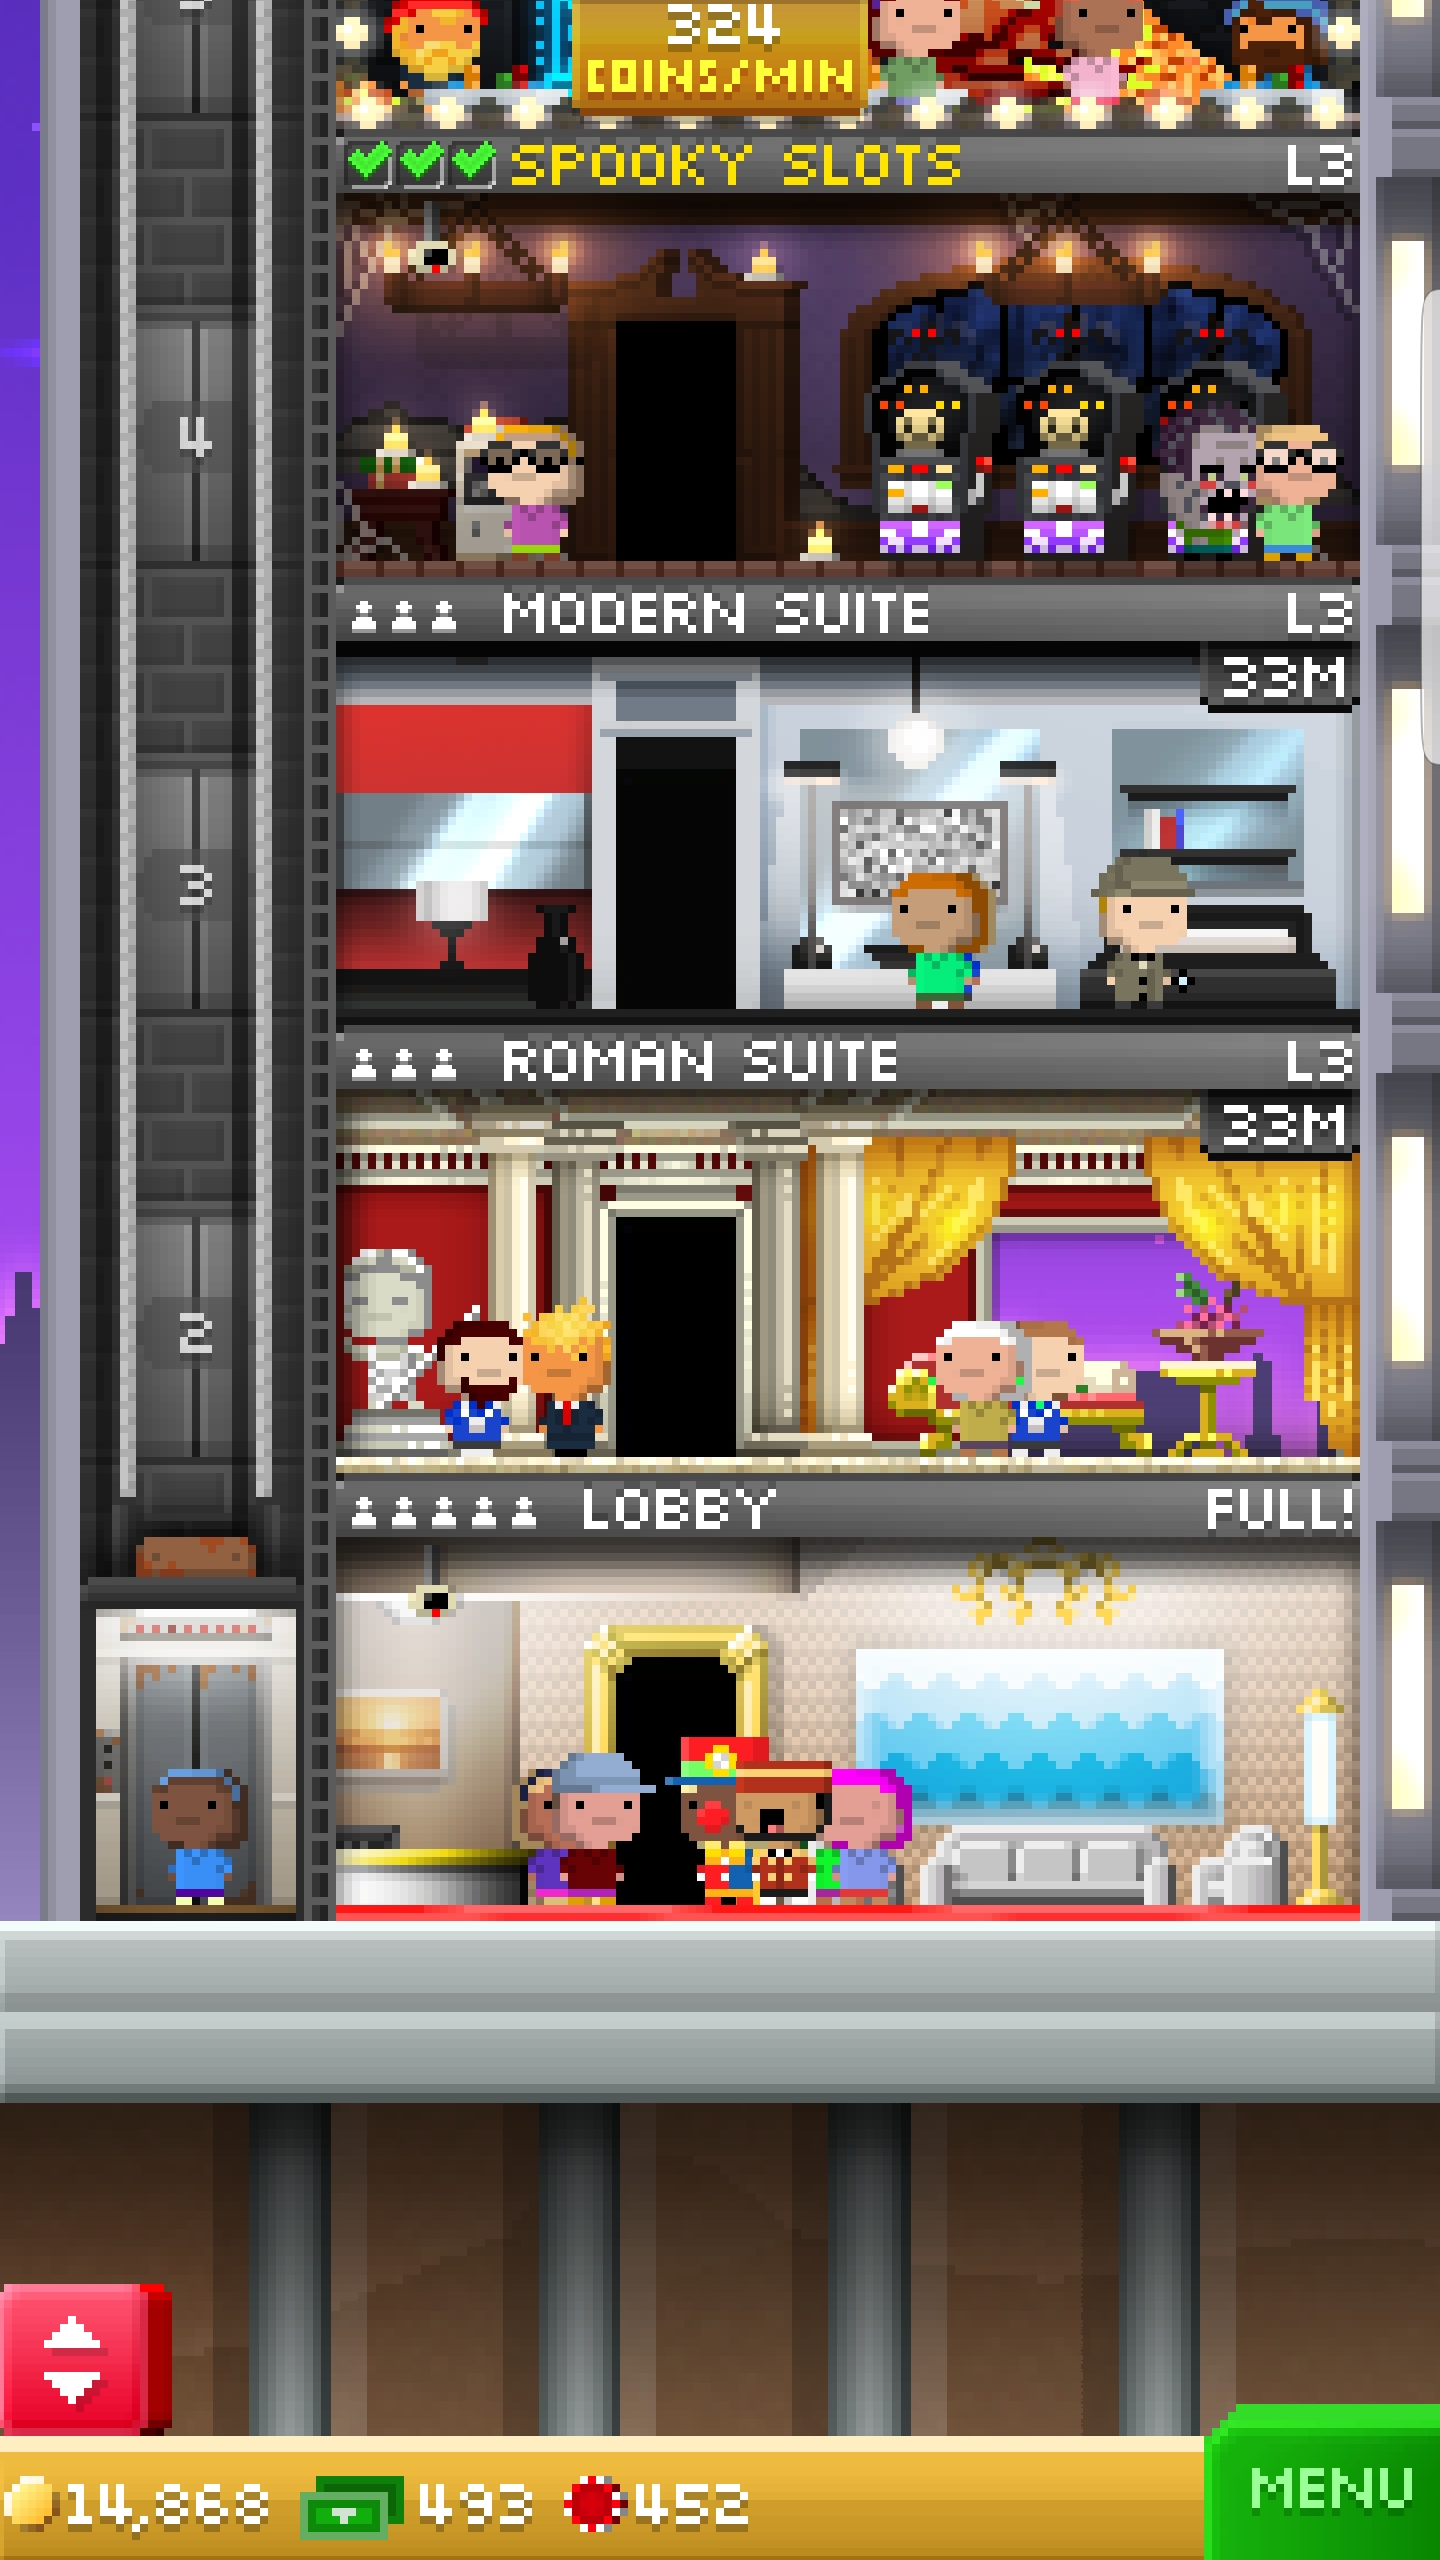 324
COINS/MIN
SPOOKY SLOTS L3
4
MODERN SUITE L3
33M
3
ROMAN SUITE L3
33M
2
LOBBY FULL!
14,868 493 452
MENU